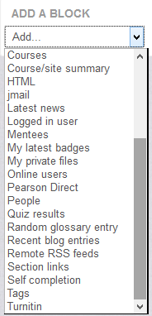 ADD A BLOCK
Add...
Courses
Course/site summary
HTML
jmail
Latest news
Logged in user
Mentees
My latest badges
My private files
Online users
Pearson Direct
People
Quiz results
Random glossary entry
Recent blog entries
Remote RSS feeds
Section links
Self completion
Tags
Turnitin